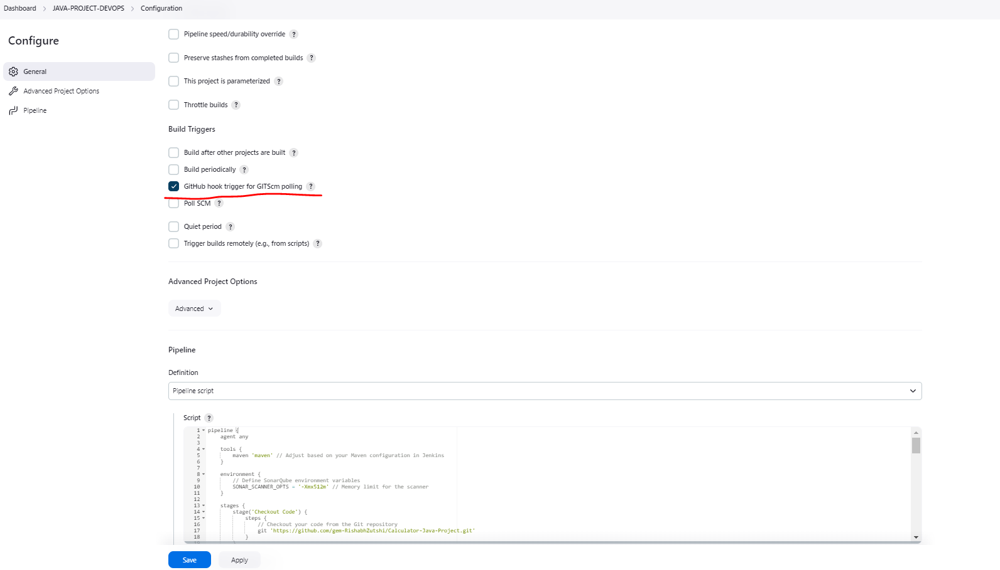 Dashboard > JAVA-PROJECT-DEVOPS > Configuration
Configure
General
Advanced Project Options
Pipeline
Pipeline speed/durability override ?
Preserve stashes from completed builds ?
This project is parameterized ?
Throttle builds ?
Build Triggers
Build after other projects are built ?
Build periodically ?
GitHub hook trigger for GITScm polling ?
Poll SCM ?
Quiet period ?
Trigger builds remotely (e.g., from scripts) ?
Advanced Project Options
Advanced
Pipeline
Definition
Pipeline script
Script ?
1 pipeline {
2 agent any
3
4 tools {
5 maven 'maven' // Adjust based on your Maven configuration in Jenkins
6 }
7
8 environment {
9 // Define SonarQube environment variables
10 SONAR_SCANNER_OPTS = '-Xmx512m' // Memory limit for the scanner
11 }
12
13 stages {
14 stage('Checkout Code') {
15 steps {
16 // Checkout your code from the Git repository
17 git 'https://github.com/gem-RishabhZutshi/Calculator-Java-Project.git'
18 }
Save
Apply